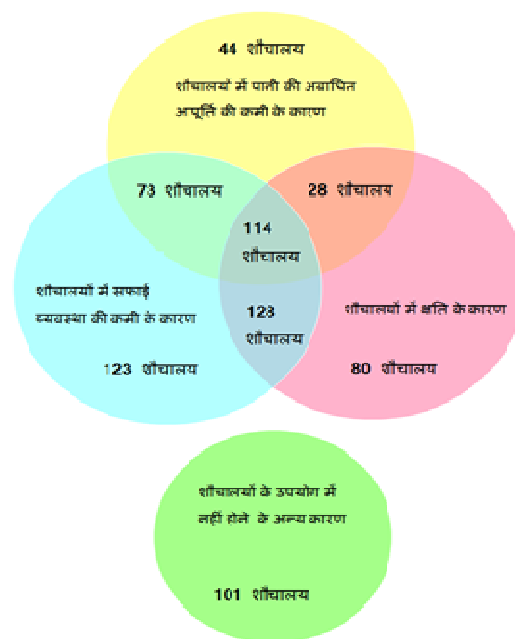 44 शौचालय
शौचालयों में पानी की अप्राप्ति
आपूर्ति की कमी के कारण
73 शौचालय
28 शौचालय
114
शौचालय
शौचालयों में सफाई
व्यवस्था की कमी के कारण
123
शौचालय
शौचालयों में क्षति के कारण
123 शौचालय
80 शौचालय
शौचालयों के उपयोग में
नहीं होने के अन्य कारण
101 शौचालय